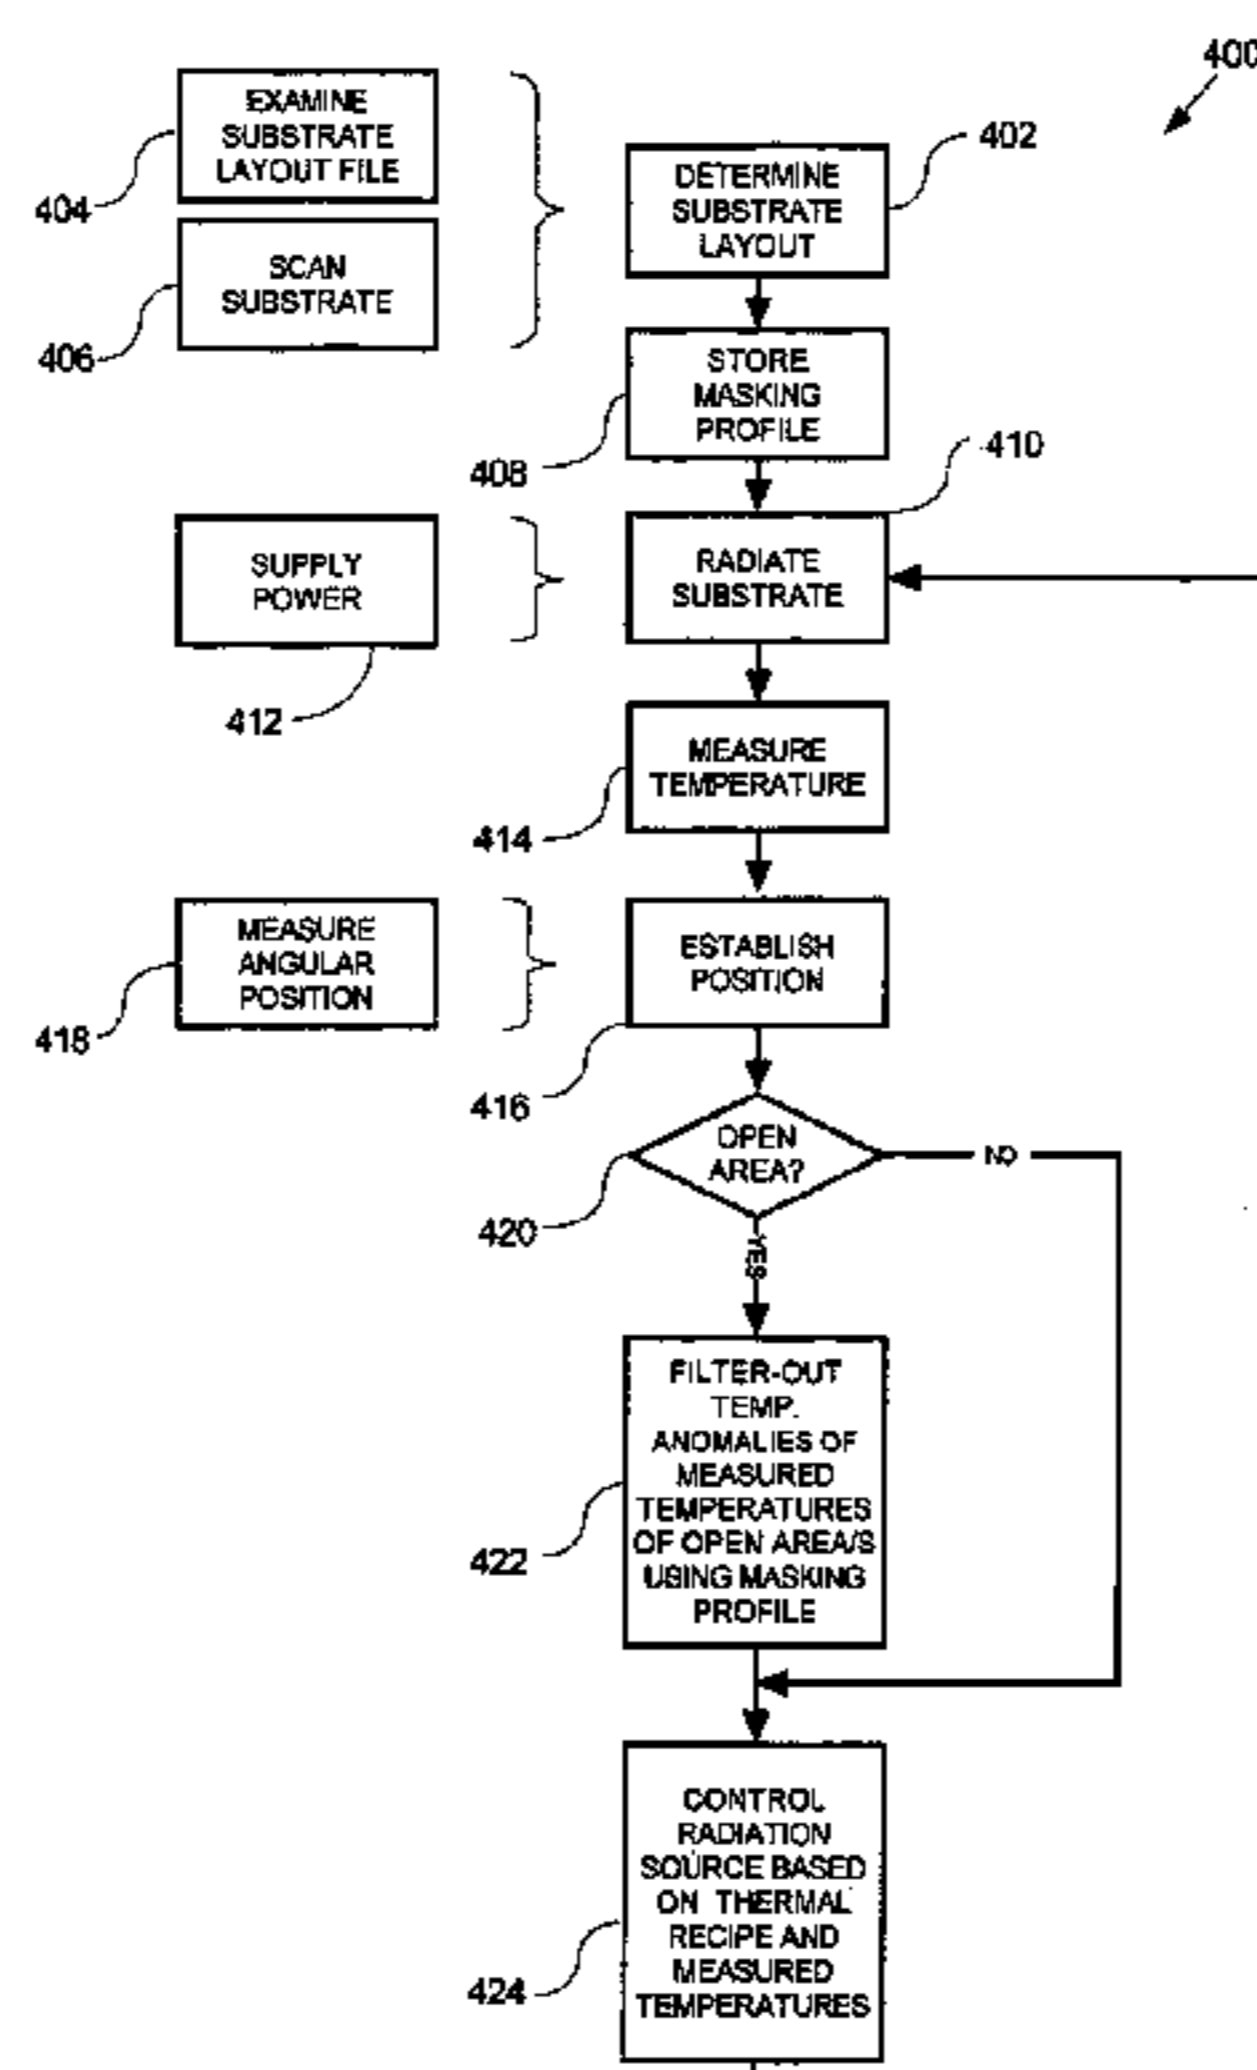 400
EXAMINE
SUBSTRATE
LAYOUT FILE
404
SCAN
SUBSTRATE
406
DETERMINE
SUBSTRATE
LAYOUT
402
STORE
MASKING
PROFILE
408
RADIATE
SUBSTRATE
410
SUPPLY
POWER
412
MEASURE
TEMPERATURE
414
MEASURE
ANGULAR
POSITION
418
ESTABLISH
POSITION
416
OPEN
AREA?
420
NO
YES
FILTER-OUT
TEMP.
ANOMALIES OF
MEASURED
TEMPERATURES
OF OPEN AREA/S
USING MASKING
PROFILE
422
CONTROL
RADIATION
SOURCE BASED
ON THERMAL
RECIPE AND
MEASURED
TEMPERATURES
424